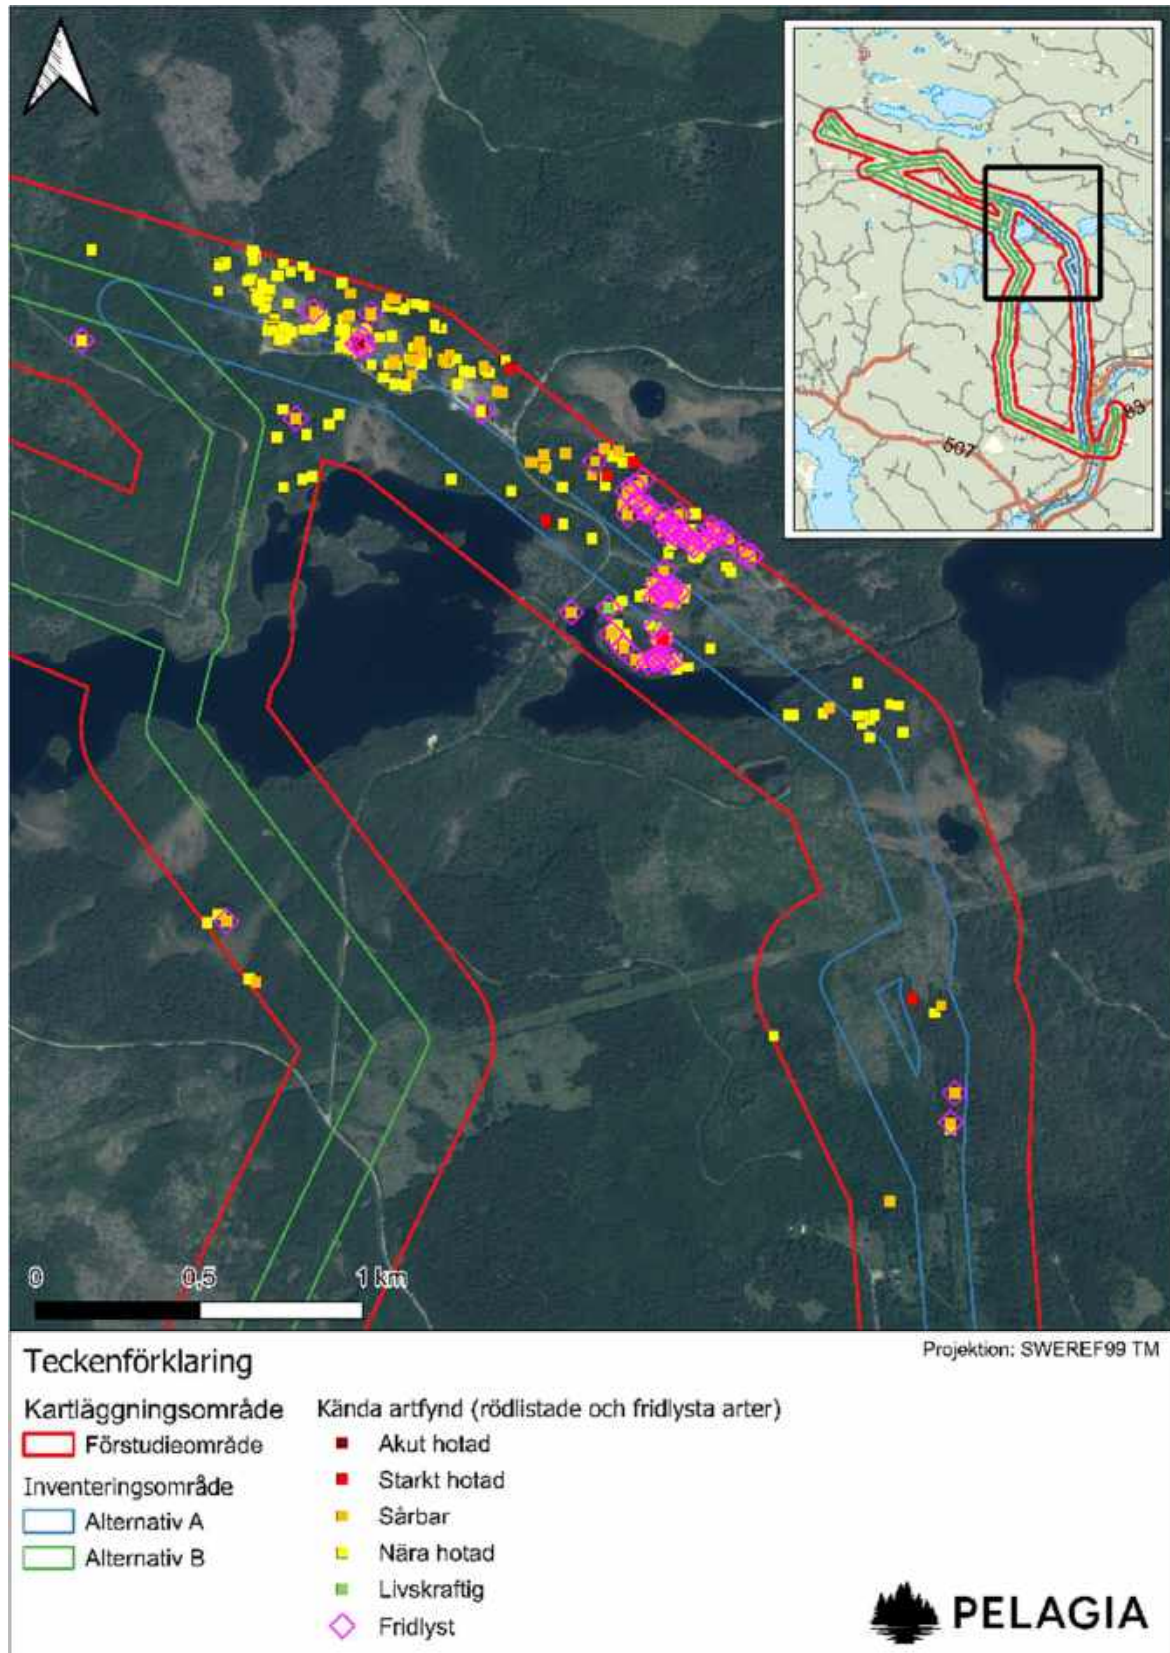 507
83
0
0,5
1 km
Teckenförklaring
Projektion: SWEREF99 TM
Kartläggningsområde
Förstudieområde
Inventeringsområde
Alternativ A
Alternativ B
Kända artfynd (rödlistade och fridlysta arter)
Akut hotad
Starkt hotad
Sårbar
Nära hotad
Livskraftig
Fridlyst
PELAGIA